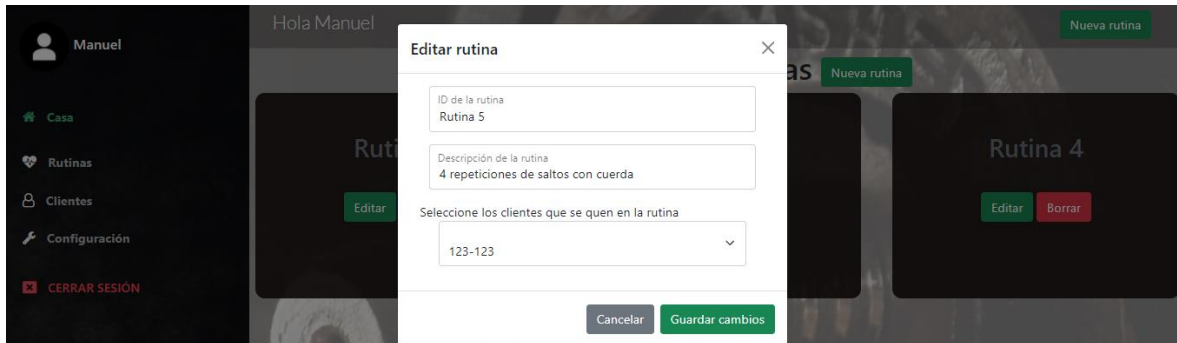 Manuel
Casa
Rutinas
Clientes
Configuración
CERRAR SESIÓN
Hola Manuel
Nueva rutina
as Nueva rutina
Ruti
Editar
Rutina 4
Editar Borrar
Editar rutina
ID de la rutina
Rutina 5
Descripción de la rutina
4 repeticiones de saltos con cuerda
Seleccione los clientes que se quen en la rutina
123-123
Cancelar Guardar cambios